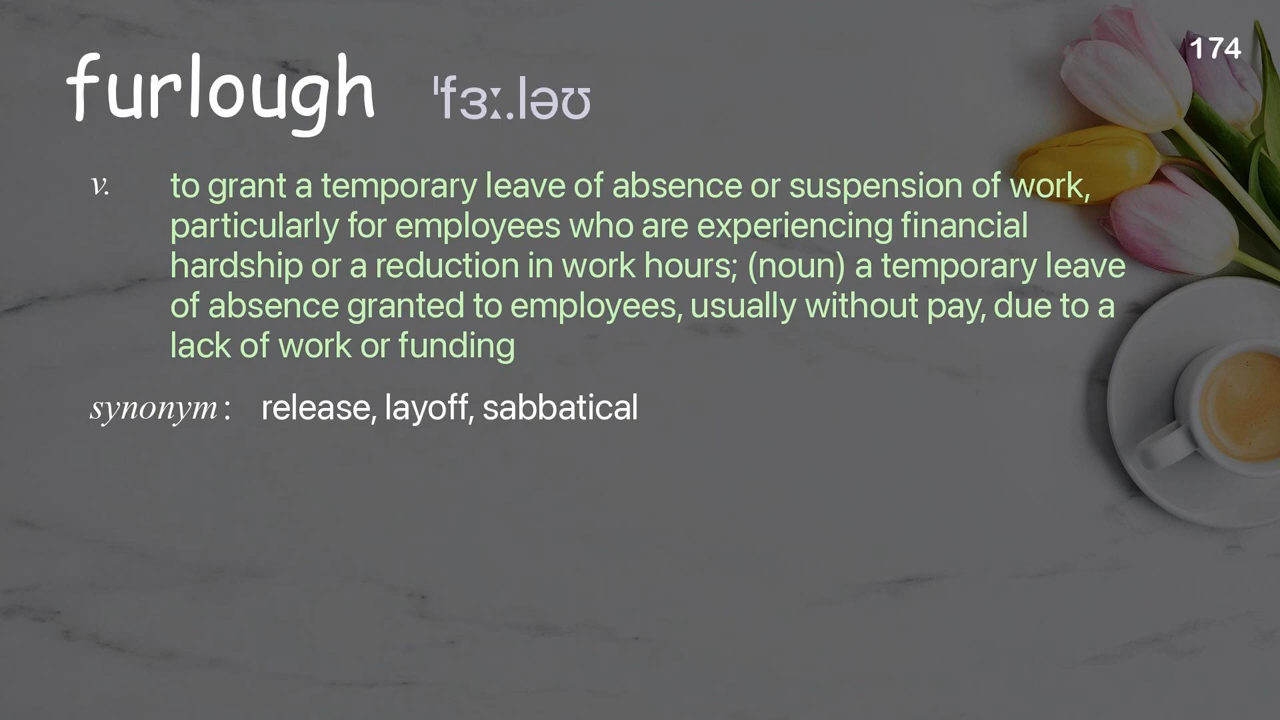 174
furlough ˈfɜː.ləʊ
v. to grant a temporary leave of absence or suspension of work,
particularly for employees who are experiencing financial
hardship or a reduction in work hours; (noun) a temporary leave
of absence granted to employees, usually without pay, due to a
lack of work or funding
synonym: release, layoff, sabbatical